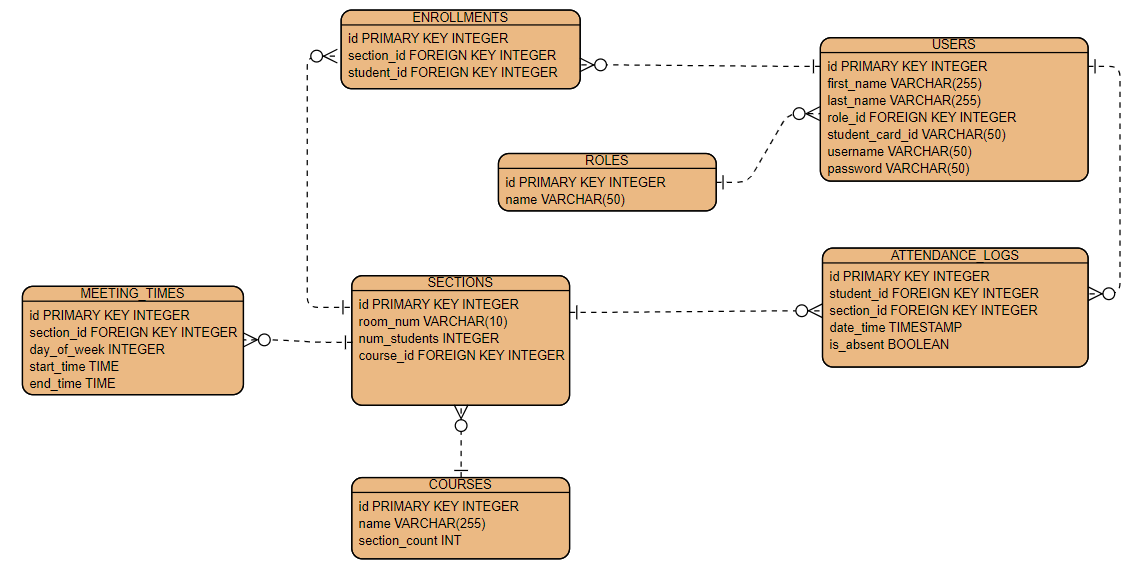 ENROLLMENTS
id PRIMARY KEY INTEGER
section_id FOREIGN KEY INTEGER
student_id FOREIGN KEY INTEGER
USERS
id PRIMARY KEY INTEGER
first_name VARCHAR(255)
last_name VARCHAR(255)
role_id FOREIGN KEY INTEGER
student_card_id VARCHAR(50)
username VARCHAR(50)
password VARCHAR(50)
ROLES
id PRIMARY KEY INTEGER
name VARCHAR(50)
MEETING_TIMES
id PRIMARY KEY INTEGER
section_id FOREIGN KEY INTEGER
day_of_week INTEGER
start_time TIME
end_time TIME
SECTIONS
id PRIMARY KEY INTEGER
room_num VARCHAR(10)
num_students INTEGER
course_id FOREIGN KEY INTEGER
ATTENDANCE_LOGS
id PRIMARY KEY INTEGER
student_id FOREIGN KEY INTEGER
section_id FOREIGN KEY INTEGER
date_time TIMESTAMP
is_absent BOOLEAN
COURSES
id PRIMARY KEY INTEGER
name VARCHAR(255)
section_count INT